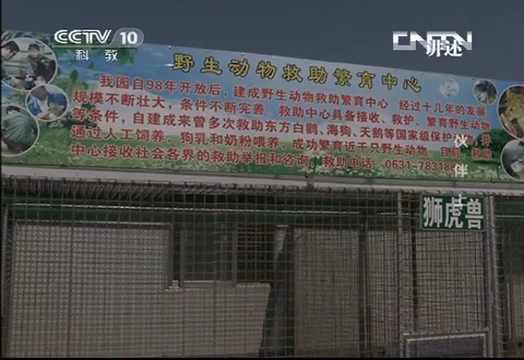 CCTV 10
科教
CNTV 讲述
野生动物救助繁育中心
我园自98年开放后，建成野生动物救助繁育中心 经过十几年的发展
规模不断壮大，条件不断完善 救助中心具备接收、救护、繁育野生动物
等条件，自建成来曾多次救助东方白鹳、海狗、天鹅等国家级保护
通过人工饲养，狗乳和奶粉喂养，成功繁育近千只野生动物 目前
中心接收社会各界的救助举报和咨询 救助电话 0631-783188
狮虎兽